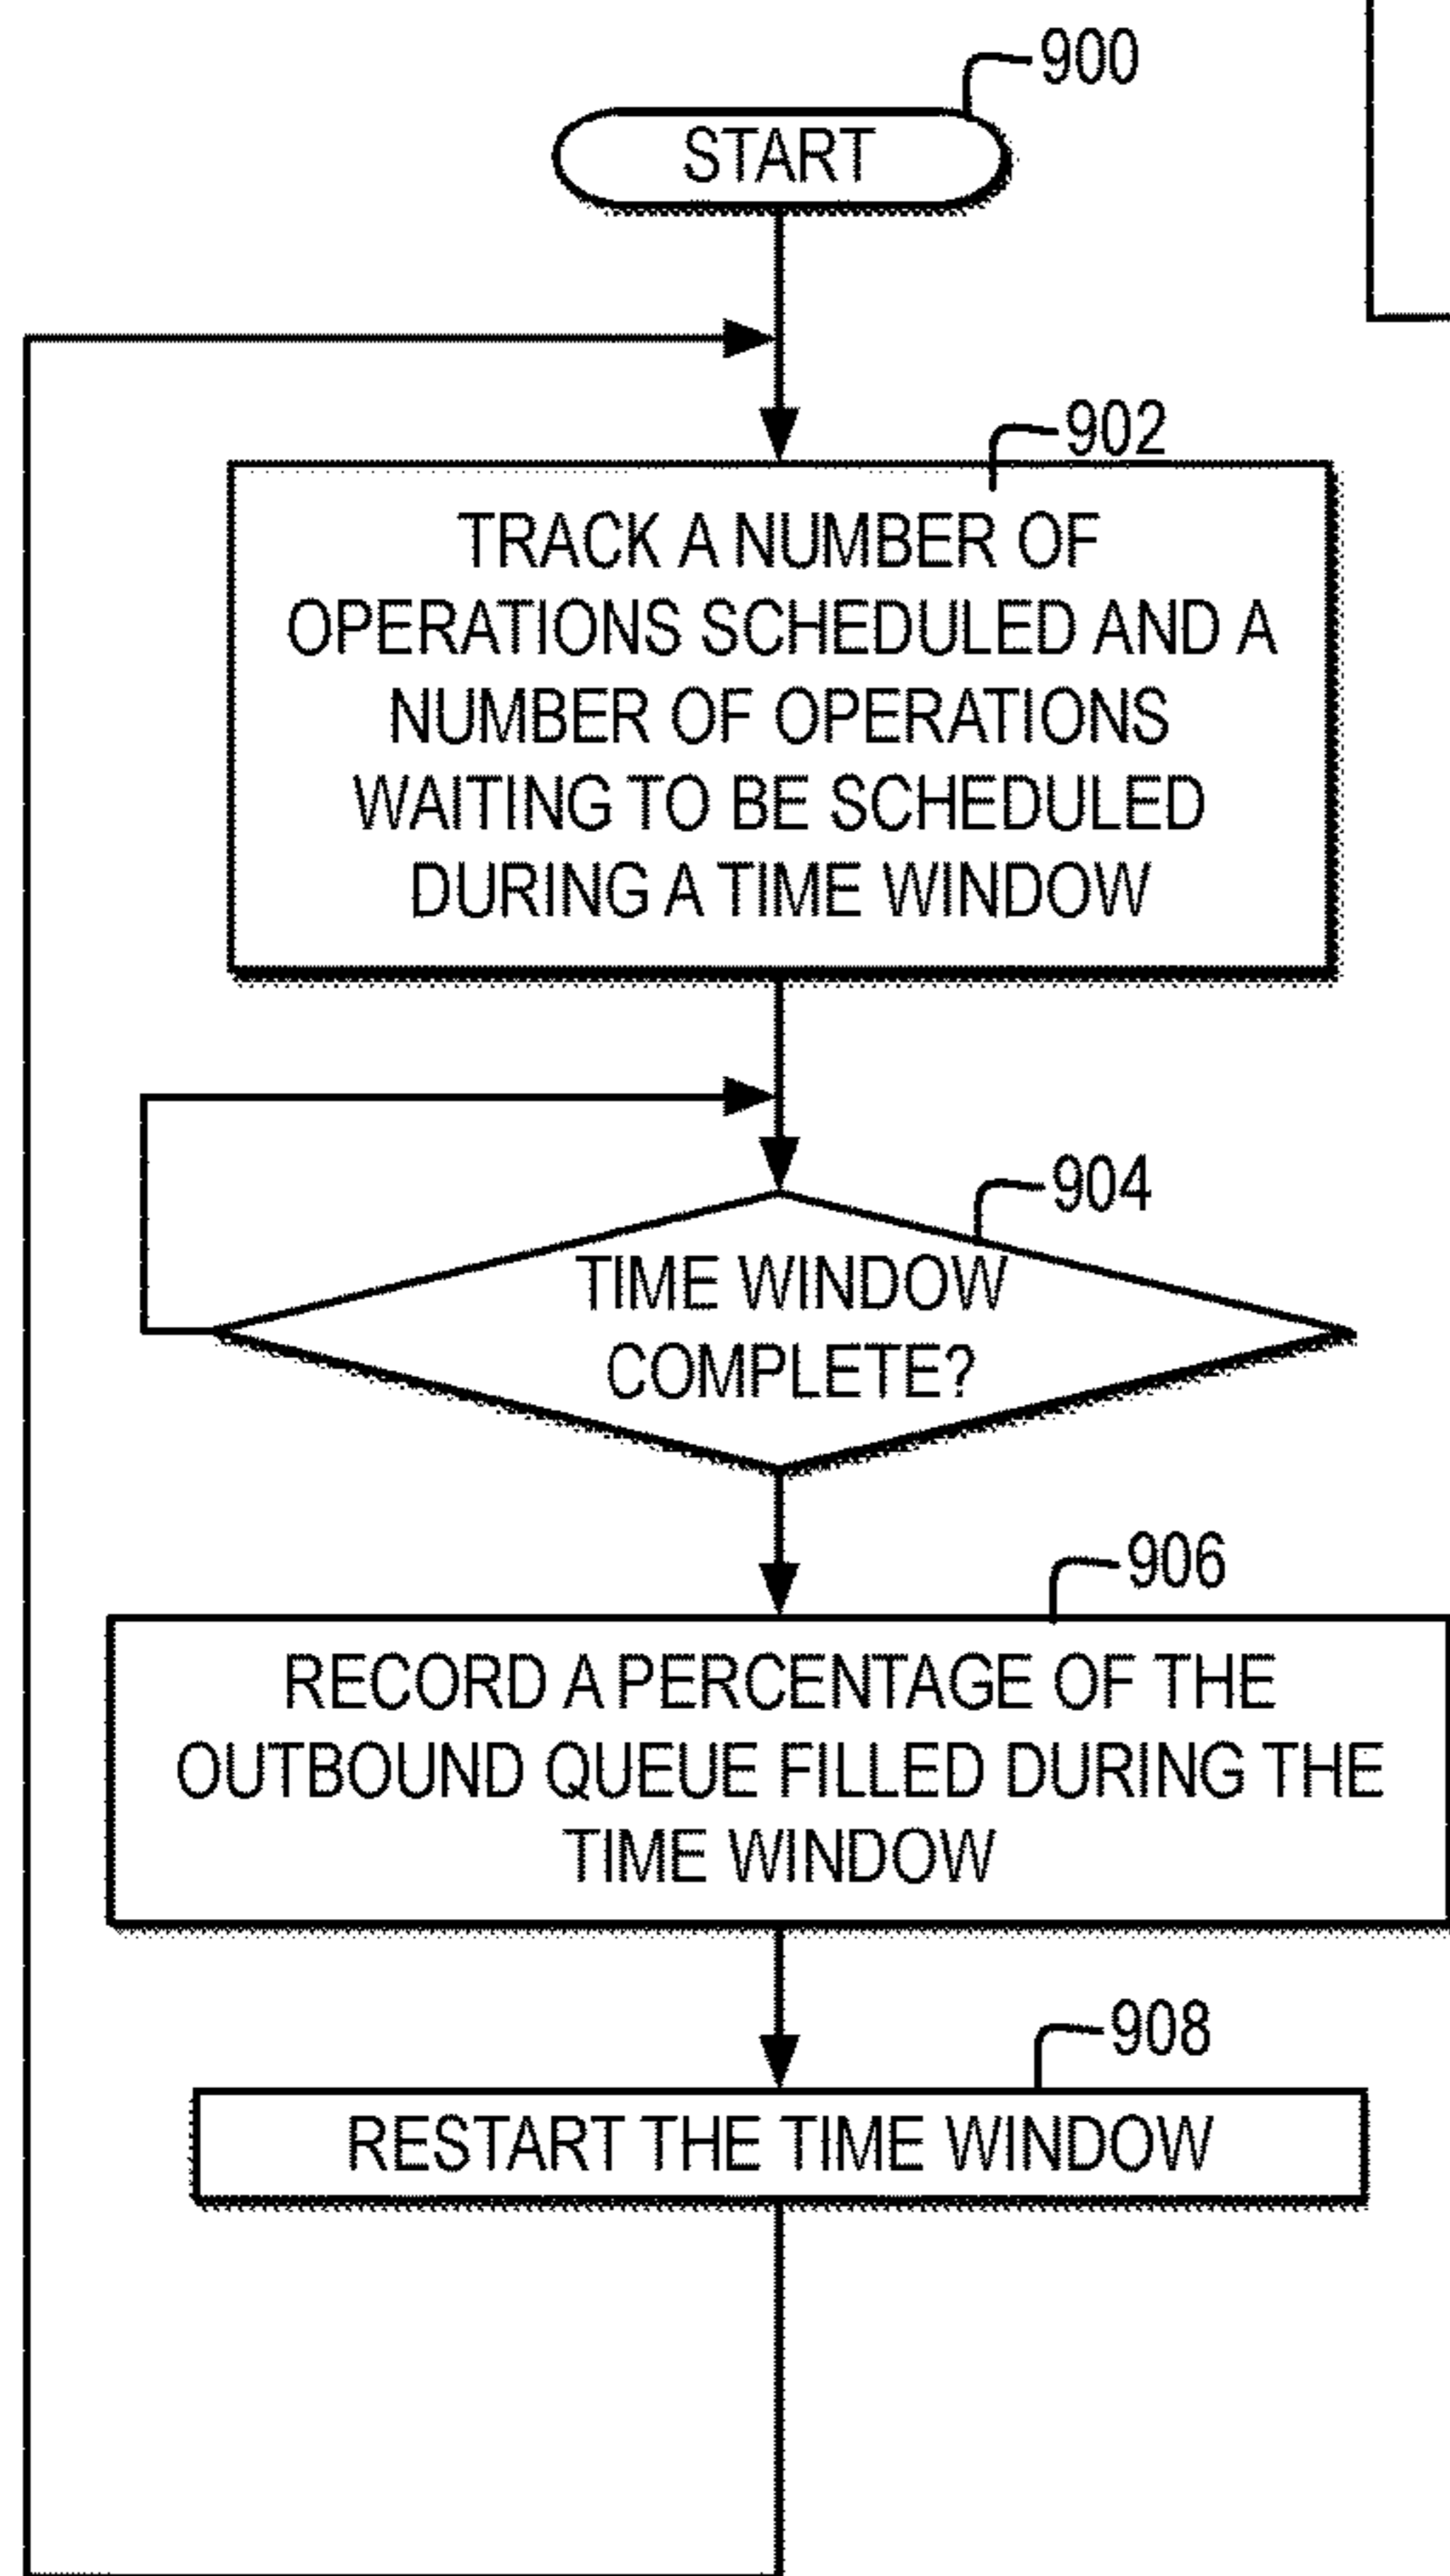 900
START
902
TRACK A NUMBER OF
OPERATIONS SCHEDULED AND A
NUMBER OF OPERATIONS
WAITING TO BE SCHEDULED
DURING A TIME WINDOW
904
TIME WINDOW
COMPLETE?
906
RECORD A PERCENTAGE OF THE
OUTBOUND QUEUE FILLED DURING THE
TIME WINDOW
908
RESTART THE TIME WINDOW